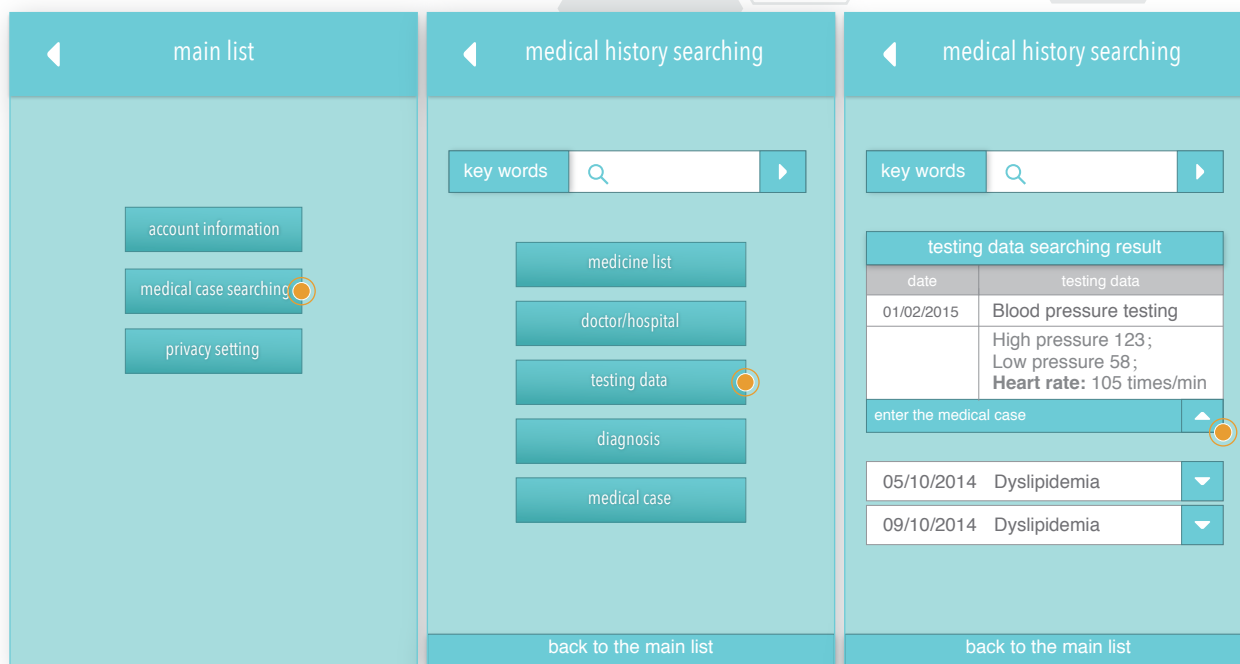 main list
account information
medical case searching
privacy setting
medical history searching
key words
medicine list
doctor/hospital
testing data
diagnosis
medical case
back to the main list
medical history searching
key words
testing data searching result
date testing data
01/02/2015 Blood pressure testing
High pressure 123;
Low pressure 58;
Heart rate: 105 times/min
enter the medical case
05/10/2014 Dyslipidemia
09/10/2014 Dyslipidemia
back to the main list